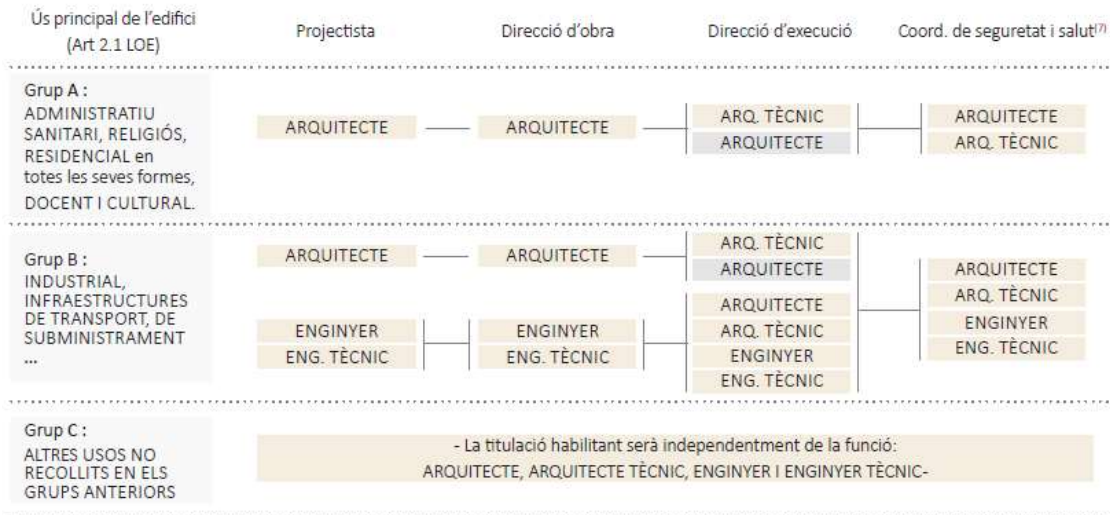 Ús principal de l'edifici
(Art 2.1 LOE)
Projectista
Direcció d'obra
Direcció d'execució
Coord. de seguretat i salut(7)
Grup A :
ADMINISTRATIU
SANITARI, RELIGIÓS,
RESIDENCIAL en
totes les seves formes,
DOCENT I CULTURAL.
ARQUITECTE
ARQUITECTE
ARQ. TÈCNIC
ARQUITECTE
ARQUITECTE
ARQ. TÈCNIC
Grup B :
INDUSTRIAL,
INFRAESTRUCTURES
DE TRANSPORT, DE
SUBMINISTRAMENT
...
ARQUITECTE
ARQUITECTE
ARQ. TÈCNIC
ARQUITECTE
ENGINYER
ENG. TÈCNIC
ENGINYER
ENG. TÈCNIC
ARQUITECTE
ARQ. TÈCNIC
ENGINYER
ENG. TÈCNIC
ARQUITECTE
ARQ. TÈCNIC
ENGINYER
ENG. TÈCNIC
Grup C :
ALTRES USOS NO
RECOLLITS EN ELS
GRUPS ANTERIORS
- La titulació habilitant serà independentment de la funció:
ARQUITECTE, ARQUITECTE TÈCNIC, ENGINYER I ENGINYER TÈCNIC-